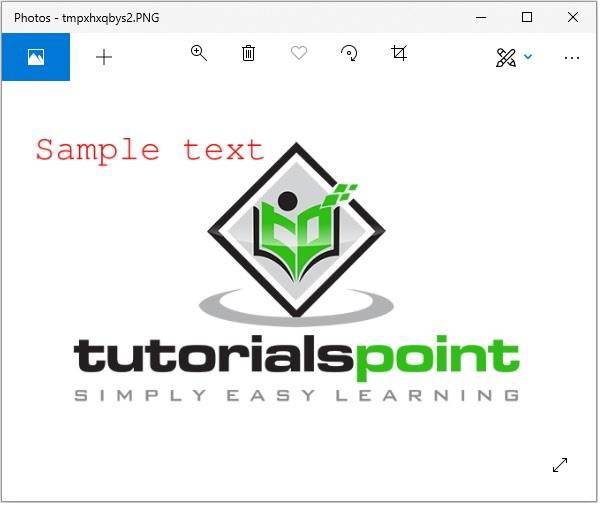 Photos - tmpxhxqbys2.PNG
Sample text
tutorialspoint
SIMPLY EASY LEARNING